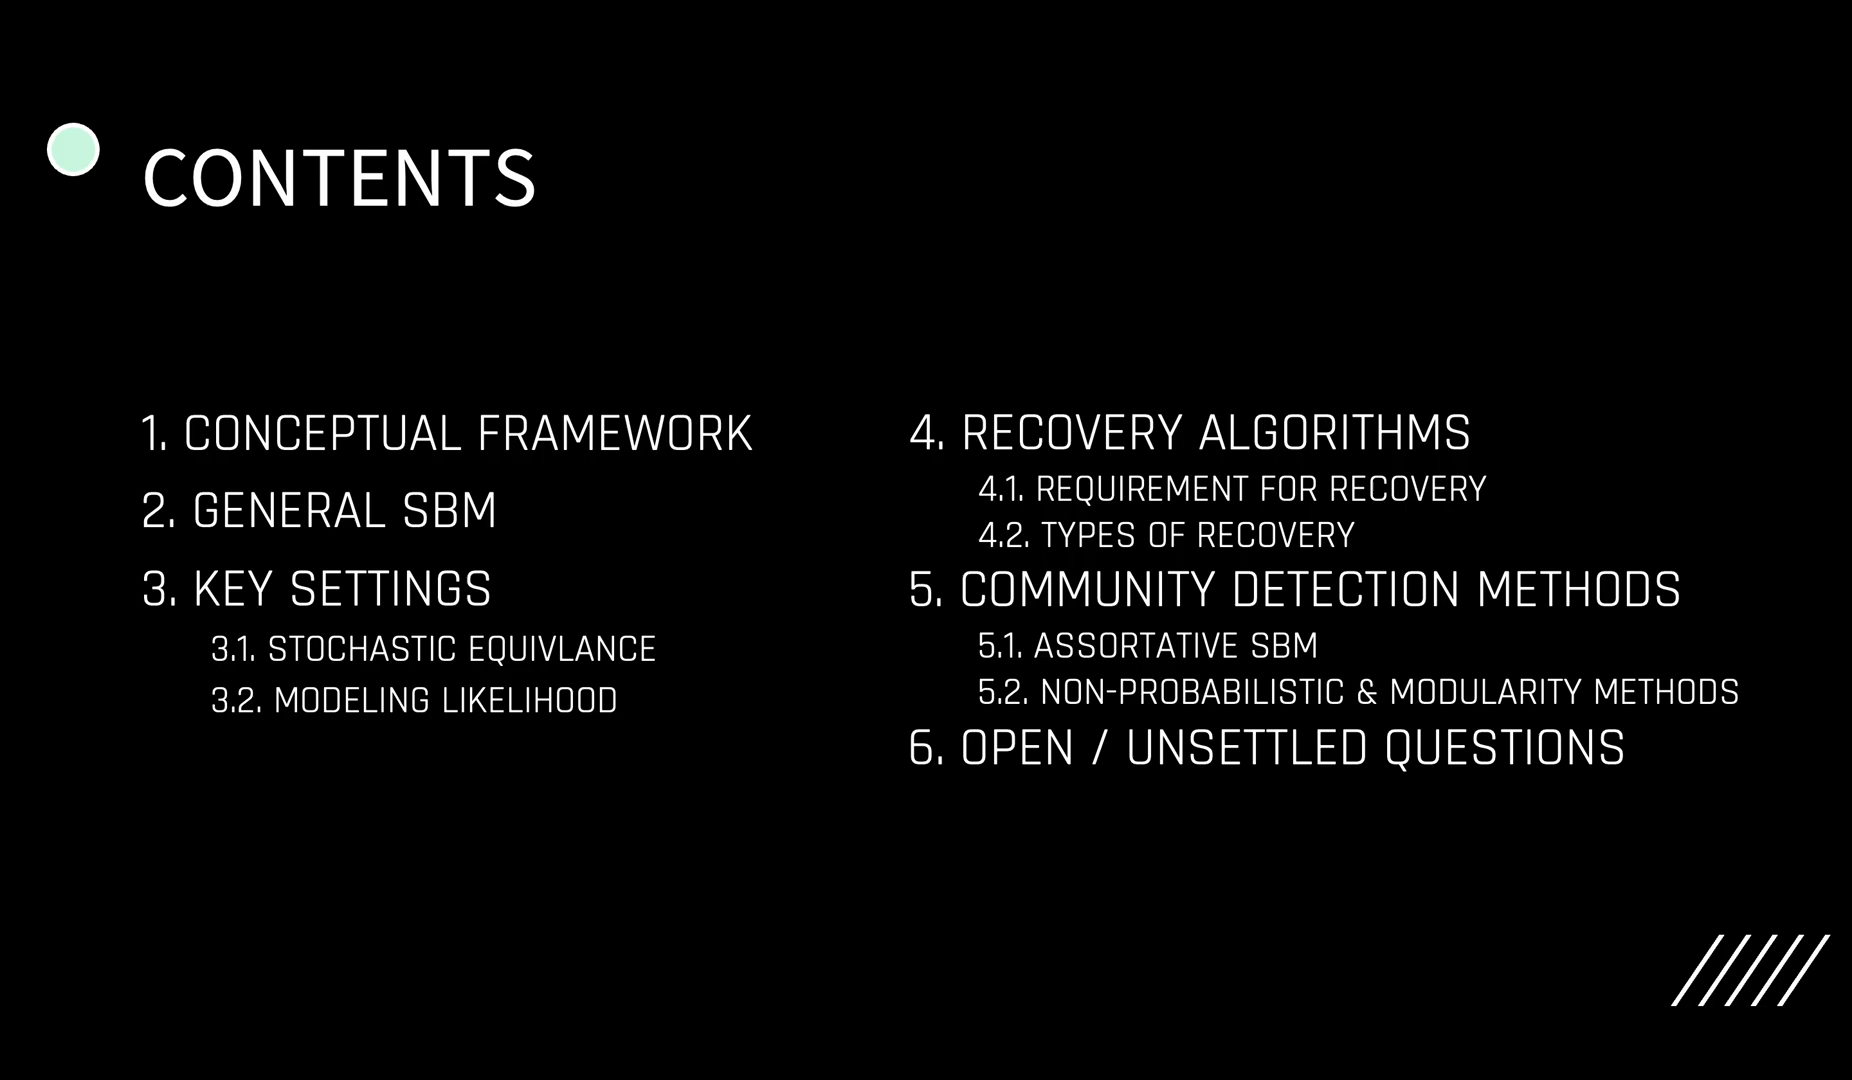 CONTENTS
1. CONCEPTUAL FRAMEWORK
2. GENERAL SBM
3. KEY SETTINGS
3.1. STOCHASTIC EQUIVLANCE
3.2. MODELING LIKELIHOOD
4. RECOVERY ALGORITHMS
4.1. REQUIREMENT FOR RECOVERY
4.2. TYPES OF RECOVERY
5. COMMUNITY DETECTION METHODS
5.1. ASSORTATIVE SBM
5.2. NON-PROBABILISTIC & MODULARITY METHODS
6. OPEN / UNSETTLED QUESTIONS